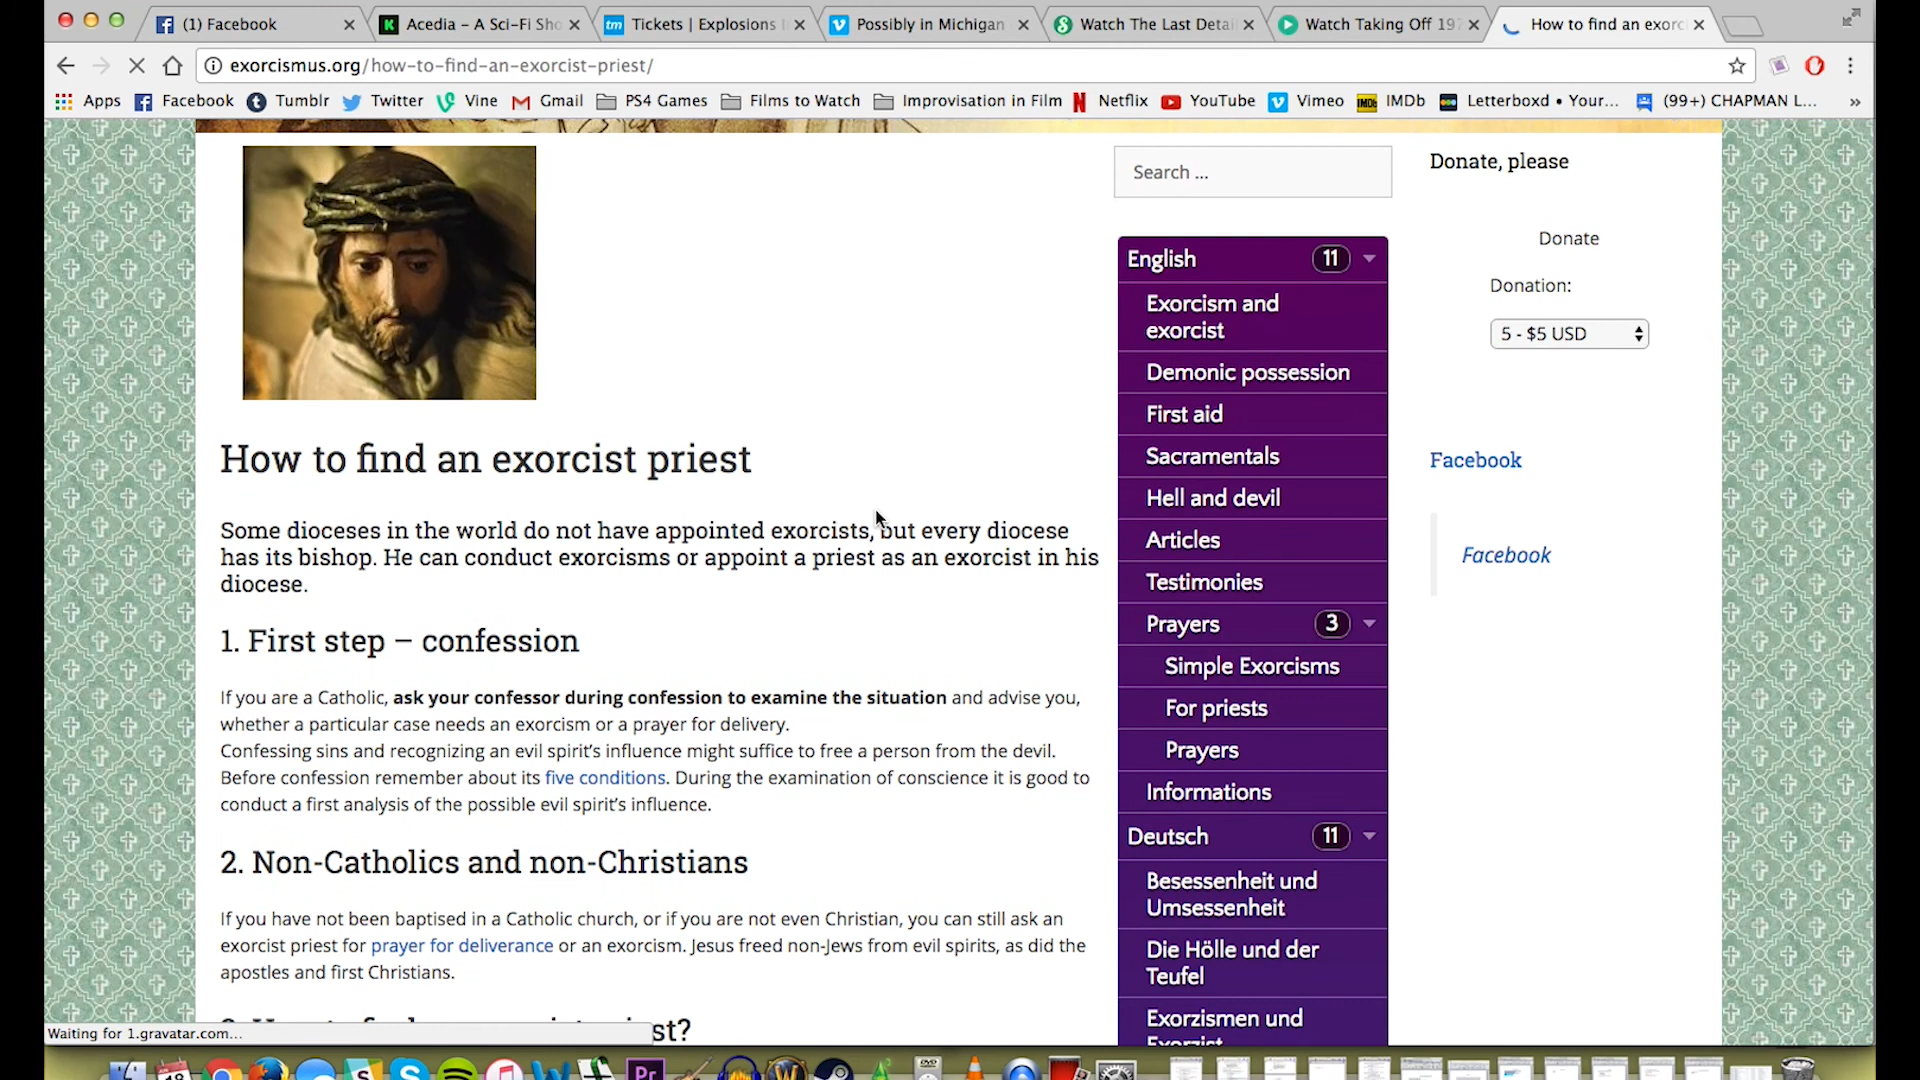 (1) Facebook
Acedia – A Sci-Fi Sho
tm Tickets | Explosions I
Possibly in Michigan
Watch The Last Detai
Watch Taking Off 197
How to find an exorc
exorcismus.org/how-to-find-an-exorcist-priest/
Apps Facebook Tumblr Twitter Vine Gmail PS4 Games Films to Watch Improvisation in Film Netflix YouTube Vimeo IMDb Letterboxd • Your... (99+) CHAPMAN L... »
How to find an exorcist priest
Some dioceses in the world do not have appointed exorcists, but every diocese
has its bishop. He can conduct exorcisms or appoint a priest as an exorcist in his
diocese.
1. First step – confession
If you are a Catholic, ask your confessor during confession to examine the situation and advise you,
whether a particular case needs an exorcism or a prayer for delivery.
Confessing sins and recognizing an evil spirit's influence might suffice to free a person from the devil.
Before confession remember about its five conditions. During the examination of conscience it is good to
conduct a first analysis of the possible evil spirit's influence.
2. Non-Catholics and non-Christians
If you have not been baptised in a Catholic church, or if you are not even Christian, you can still ask an
exorcist priest for prayer for deliverance or an exorcism. Jesus freed non-Jews from evil spirits, as did the
apostles and first Christians.
Search ...
English 11
Exorcism and
exorcist
Demonic possession
First aid
Sacramentals
Hell and devil
Articles
Testimonies
Prayers 3
Simple Exorcisms
For priests
Prayers
Informations
Deutsch 11
Besessenheit und
Umsessenheit
Die Hölle und der
Teufel
Exorzismen und
Exorzist
Donate, please
Donate
Donation:
5 - $5 USD
Facebook
Facebook
Waiting for 1.gravatar.com...
Pr